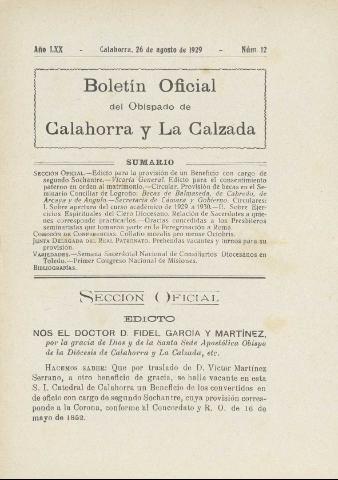 Año LXX - Calahorra, 26 de agosto de 1929 - Núm. 12
Boletín Oficial
del Obispado de
Calahorra y La Calzada
SUMARIO
SECCIÓN OFICIAL.—Edicto para la provisión de un Beneficio con cargo de
segundo Sochantre.—Vicaría General. Edicto para el consentimiento
paterno en orden al matrimonio.—Circular. Provisión de becas en el Se-
minario Conciliar de Logroño: Becas de Balmaseda, de Cabredo, de
Arcaya y de Angulo.—Secretaría de Cámara y Gobierno. Circulares:
I. Sobre apertura del curso académico de 1929 a 1930.—II. Sobre Ejer-
cicios Espirituales del Clero Diocesano. Relación de Sacerdotes a quie-
nes corresponde practicarlos.—Gracias concedidas a los Presbíteros
seminaristas que tomaron parte en la Peregrinación a Roma.
COMISIÓN DE CONFERENCIAS. Collatio moralis pro mense Octobris.
JUNTA DELEGADA DEL REAL PATRONATO. Prebendas vacantes y turnos para su
provisión.
VARIEDADES.—Semana Sacerdotal Nacional de Consiliarios Diocesanos en
Toledo.—Primer Congreso Nacional de Misiones.
BIBLIOGRAFÍAS.
SECCION OFICIAL
EDICTO
NOS EL DOCTOR D. FIDEL GARCÍA Y MARTÍNEZ,
por la gracia de Dios y de la Santa Sede Apostólica Obispo
de la Diócesis de Calahorra y La Calzada, etc.
HACEMOS SABER: Que por traslado de D. Víctor Martínez
Serrano, a otro beneficio de gracia, se halla vacante en esta
S. I. Catedral de Calahorra un Beneficio de los convertidos en
de oficio con cargo de segundo Sochantre, cuya provisión corres-
ponde a la Corona, conforme al Concordato y R. O. de 16 de
mayo de 1852.